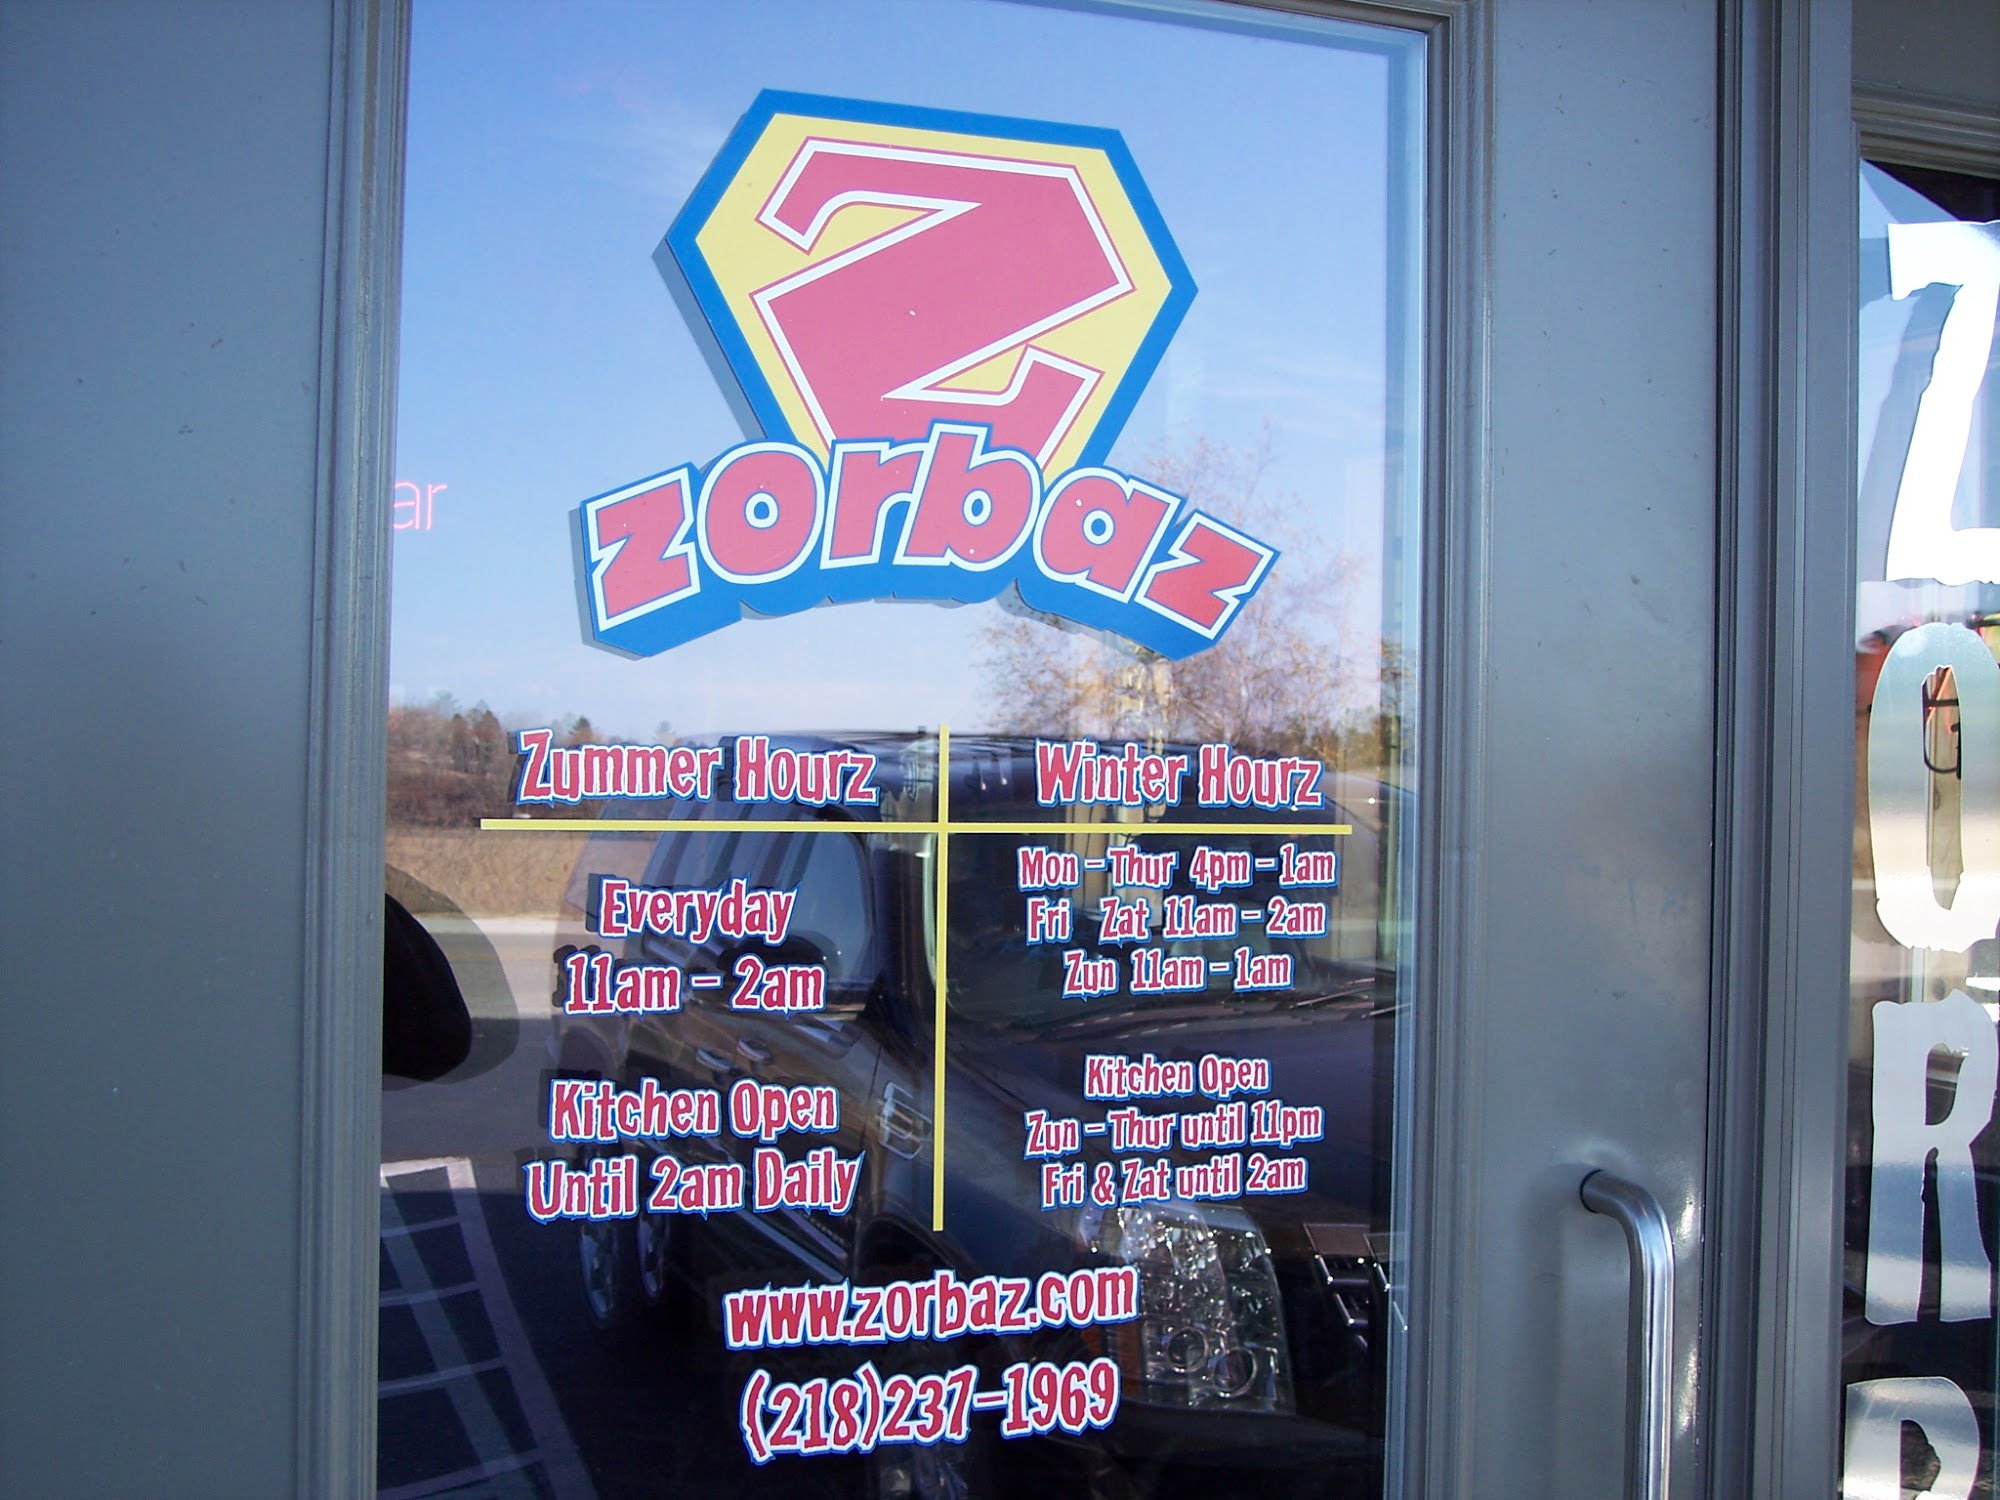 Z
zorbaz
ar
Zummer Hourz
Everyday
11am – 2am
Kitchen Open
Until 2am Daily
Winter Hourz
Mon – Thur 4pm – 1am
Fri Zat 11am – 2am
Zun 11am – 1am
Kitchen Open
Zun – Thur until 11pm
Fri & Zat until 2am
www.zorbaz.com
(218)237-1969
Z
O
R